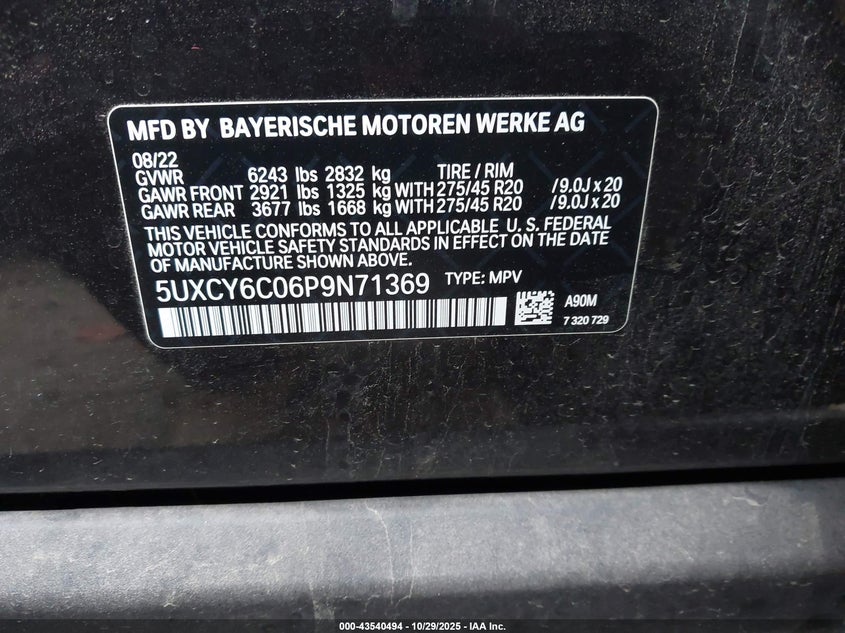 MFD BY BAYERISCHE MOTOREN WERKE AG
08/22
GVWR 6243 lbs 2832 kg TIRE / RIM
GAWR FRONT 2921 lbs 1325 kg WITH 275/45 R20 /9.0J x 20
GAWR REAR 3677 lbs 1668 kg WITH 275/45 R20 /9.0J x 20
THIS VEHICLE CONFORMS TO ALL APPLICABLE U. S. FEDERAL
MOTOR VEHICLE SAFETY STANDARDS IN EFFECT ON THE DATE
OF MANUFACTURE SHOWN ABOVE.
5UXCY6C06P9N71369 TYPE: MPV
A90M
7 320 729
000-43540494 - 10/29/2025 - IAA Inc.